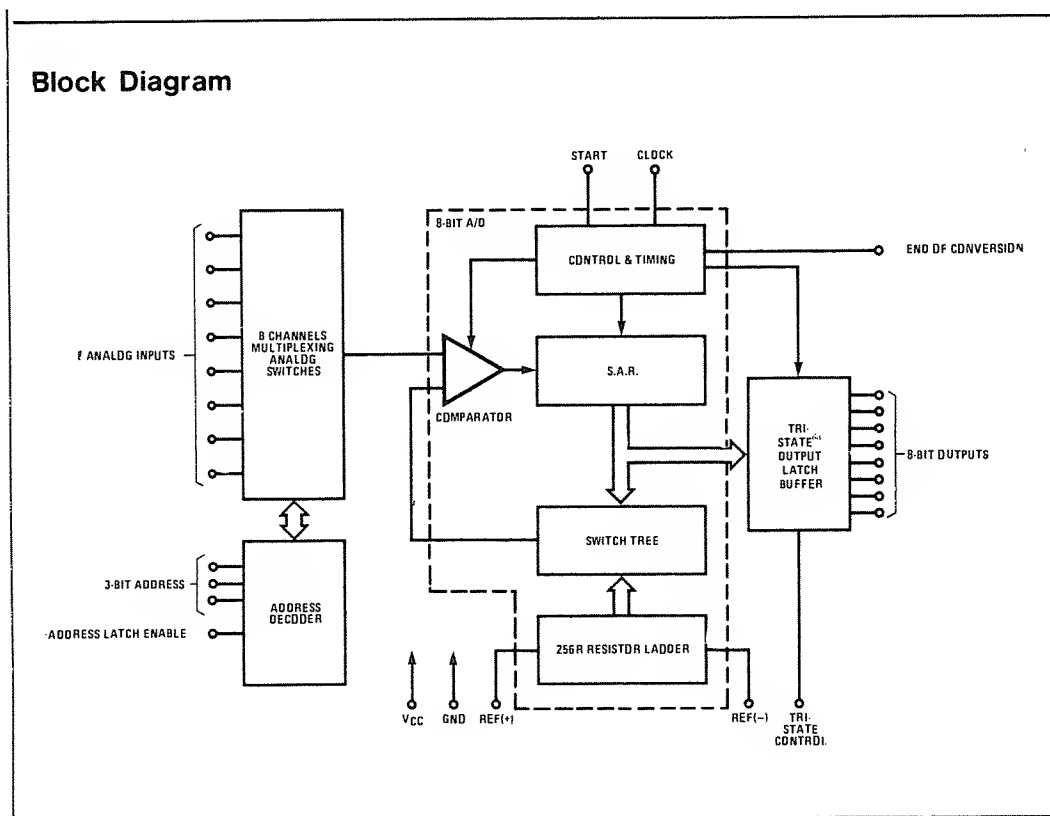 Block Diagram
START
CLOCK
8-BIT A/D
CONTROL & TIMING
END OF CONVERSION
8 CHANNELS
MULTIPLEXING
ANALOG
SWITCHES
ANALOG INPUTS
S.A.R.
COMPARATOR
TRI-
STATE
OUTPUT
LATCH
BUFFER
8-BIT OUTPUTS
SWITCH TREE
3-BIT ADDRESS
ADDRESS
DECODER
ADDRESS LATCH ENABLE
256R RESISTOR LADDER
VCC
GND
REF(+)
REF(−)
TRI-
STATE
CONTROL